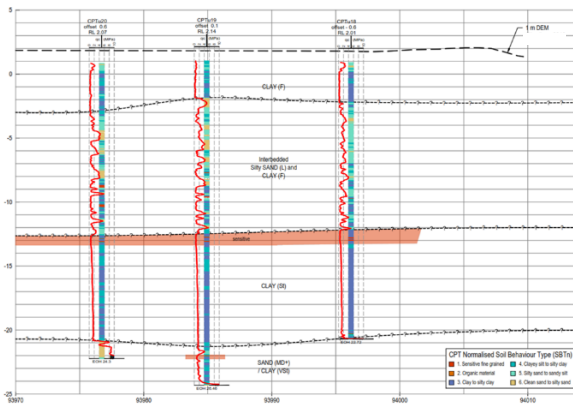 CPTu20
offset 0.6
RL 2.07
CPTu19
offset 0.1
RL 2.14
CPTu18
offset -0.6
RL 2.01
1 m DEM
CLAY (F)
Interbedded
Silty SAND (L) and
CLAY (F)
sensitive
CLAY (St)
SAND (MD+)
/ CLAY (VSt)
5
0
-5
-10
-15
-20
-25
93970
93980
93990
94000
94010
CPT Normalised Soil Behaviour Type (SBTn)
1. Sensitive fine grained
2. Organic material
3. Clay to silty clay
4. Clayey silt to silty clay
5. Silty sand to sandy silt
6. Clean sand to silty sand